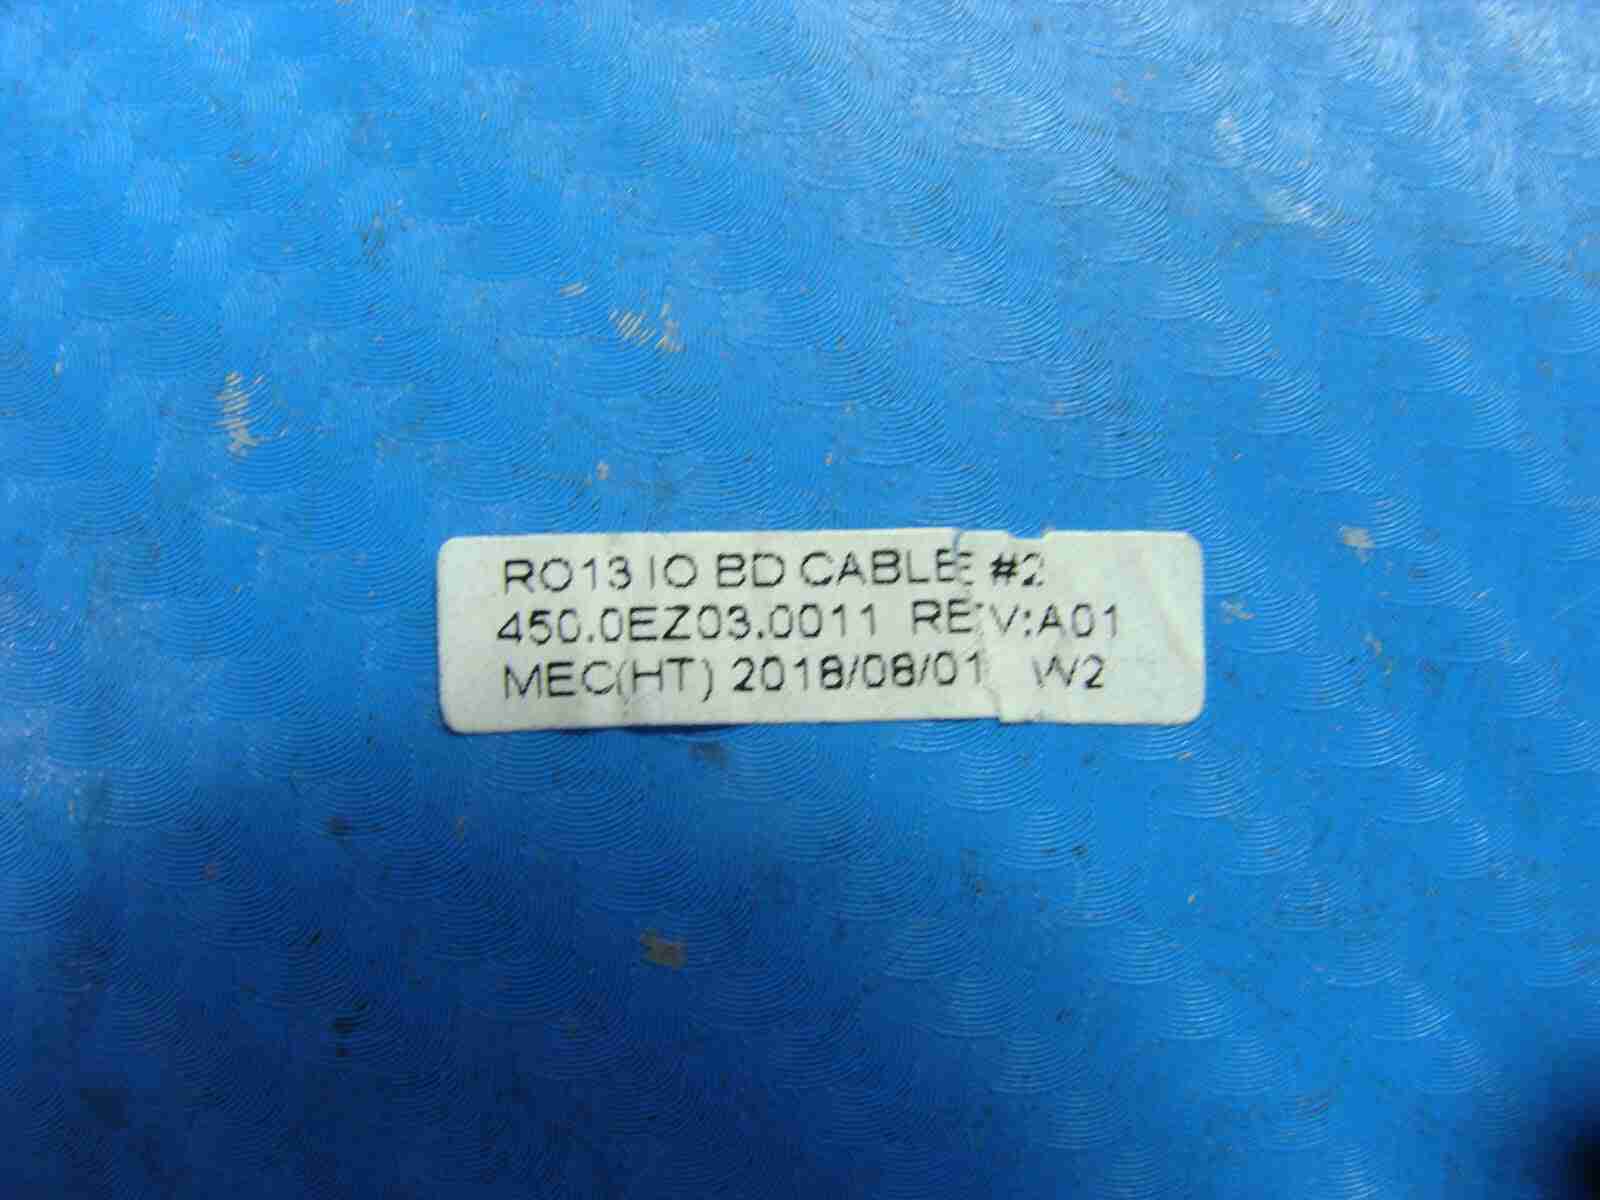 RO13 IO BD CABLE #2
450.0EZ03.0011 REV:A01
MEC(HT) 2018/08/01 W2